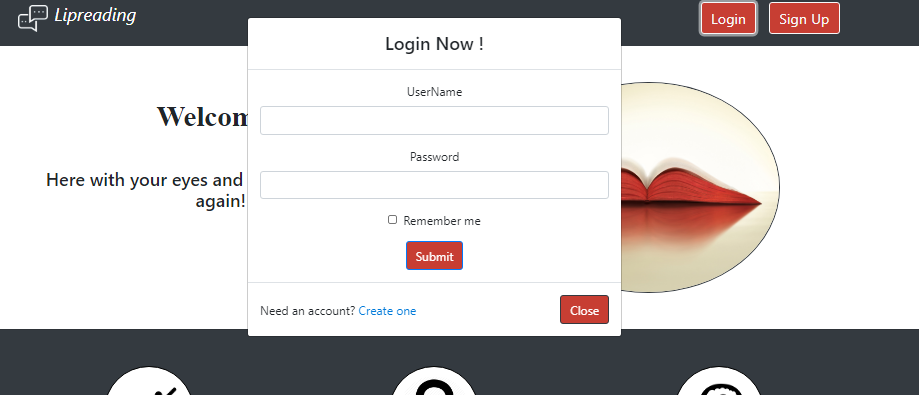 Lipreading
Login
Sign Up
Login Now !
UserName
Password
Remember me
Submit
Need an account? Create one
Close
Here with your eyes and
again!